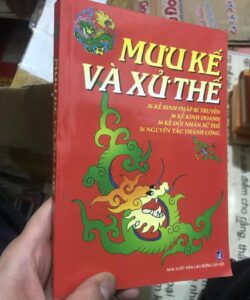 MƯU KẾ
VÀ XỬ THẾ
36 KẾ BINH PHÁP BÍ TRUYỀN
36 KẾ KINH DOANH
36 KẾ ĐỐI NHÂN XỬ THẾ
36 NGUYÊN TẮC THÀNH CÔNG
NHÀ XUẤT BẢN LAO ĐỘNG XÃ HỘI